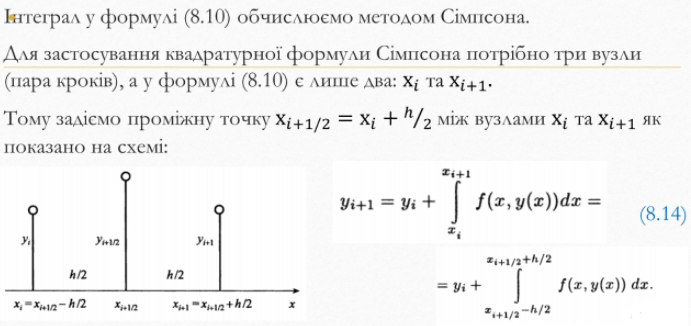 Інтеграл у формулі (8.10) обчислюємо методом Сімпсона.
Для застосування квадратурної формули Сімпсона потрібно три вузли
(пара кроків), а у формулі (8.10) є лише два: xᵢ та xᵢ₊₁.
Тому задіємо проміжну точку xᵢ₊₁/₂ = xᵢ + h/2 між вузлами xᵢ та xᵢ₊₁ як
показано на схемі:
yᵢ yᵢ₊₁/₂ yᵢ₊₁
h/2 h/2
xᵢ=xᵢ₊₁/₂−h/2 xᵢ₊₁/₂ xᵢ₊₁=xᵢ₊₁/₂+h/2 x
yᵢ₊₁ = yᵢ + ∫_{xᵢ}^{xᵢ₊₁} f(x, y(x))dx =
(8.14)
= yᵢ + ∫_{xᵢ₊₁/₂−h/2}^{xᵢ₊₁/₂+h/2} f(x, y(x)) dx.